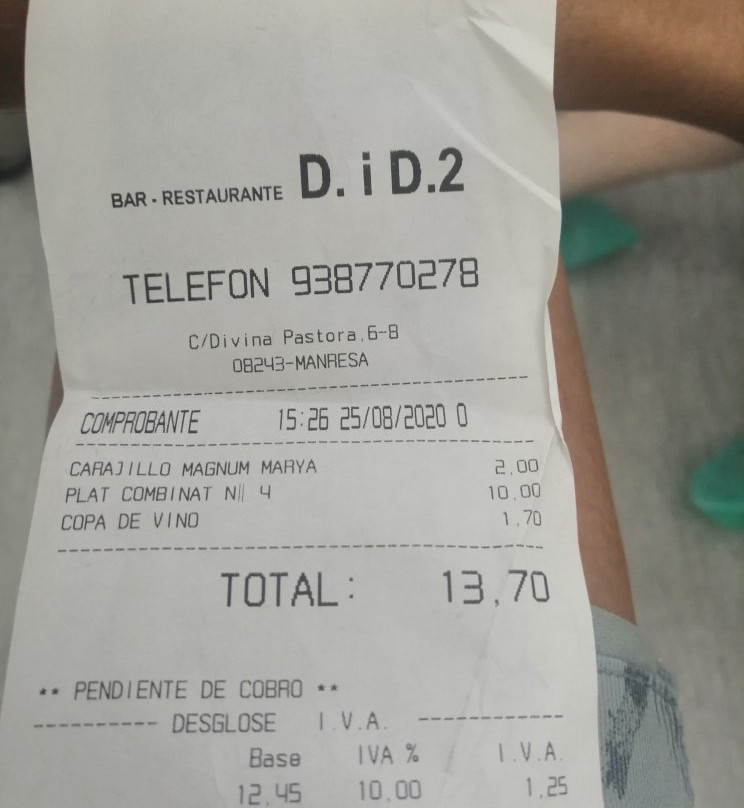 BAR - RESTAURANTE D. i D.2
TELEFON 938770278
C/Divina Pastora,6-8
08243-MANRESA
COMPROBANTE 15:26 25/08/2020 0
CARAJILLO MAGNUM MARYA 2,00
PLAT COMBINAT N|| 4 10,00
COPA DE VINO 1,70
TOTAL: 13,70
** PENDIENTE DE COBRO **
---------- DESGLOSE I.V.A. ------------
Base IVA % I.V.A.
12,45 10,00 1,25